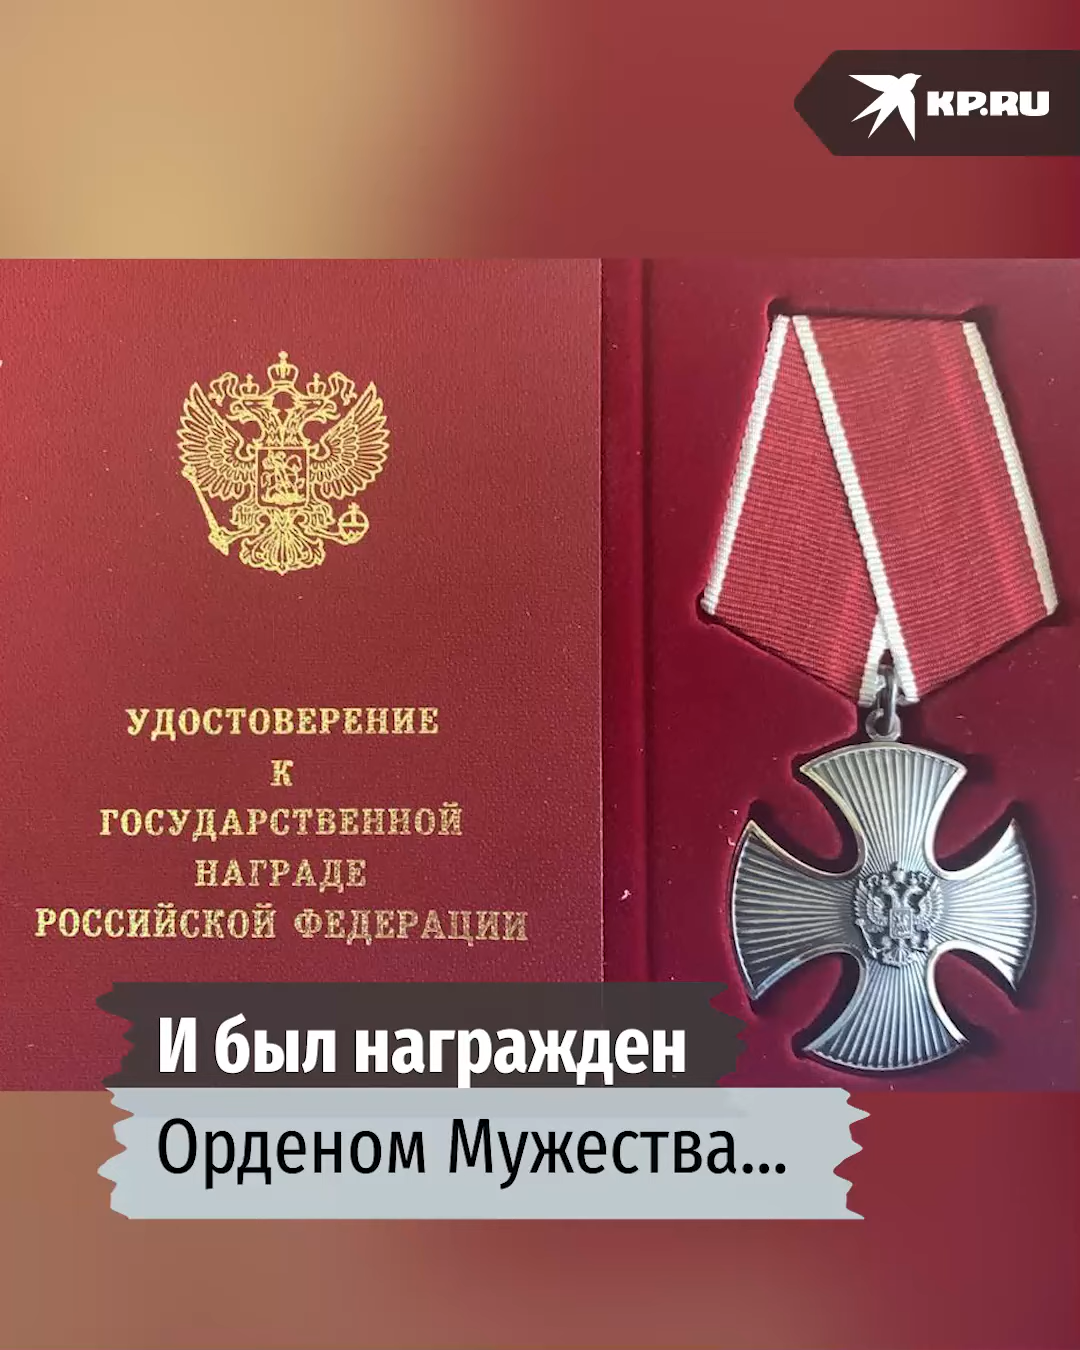 KP.RU
УДОСТОВЕРЕНИЕ
К
ГОСУДАРСТВЕННОЙ
НАГРАДЕ
РОССИЙСКОЙ ФЕДЕРАЦИИ
И был награжден
Орденом Мужества...